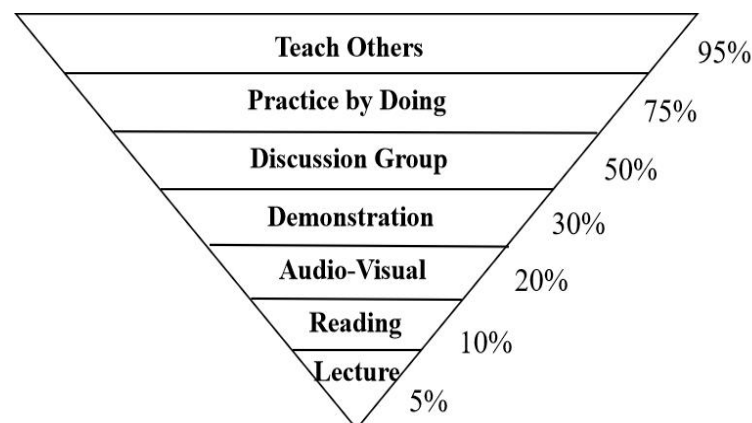 Teach Others
95%
Practice by Doing
75%
Discussion Group
50%
Demonstration
30%
Audio-Visual
20%
Reading
10%
Lecture
5%